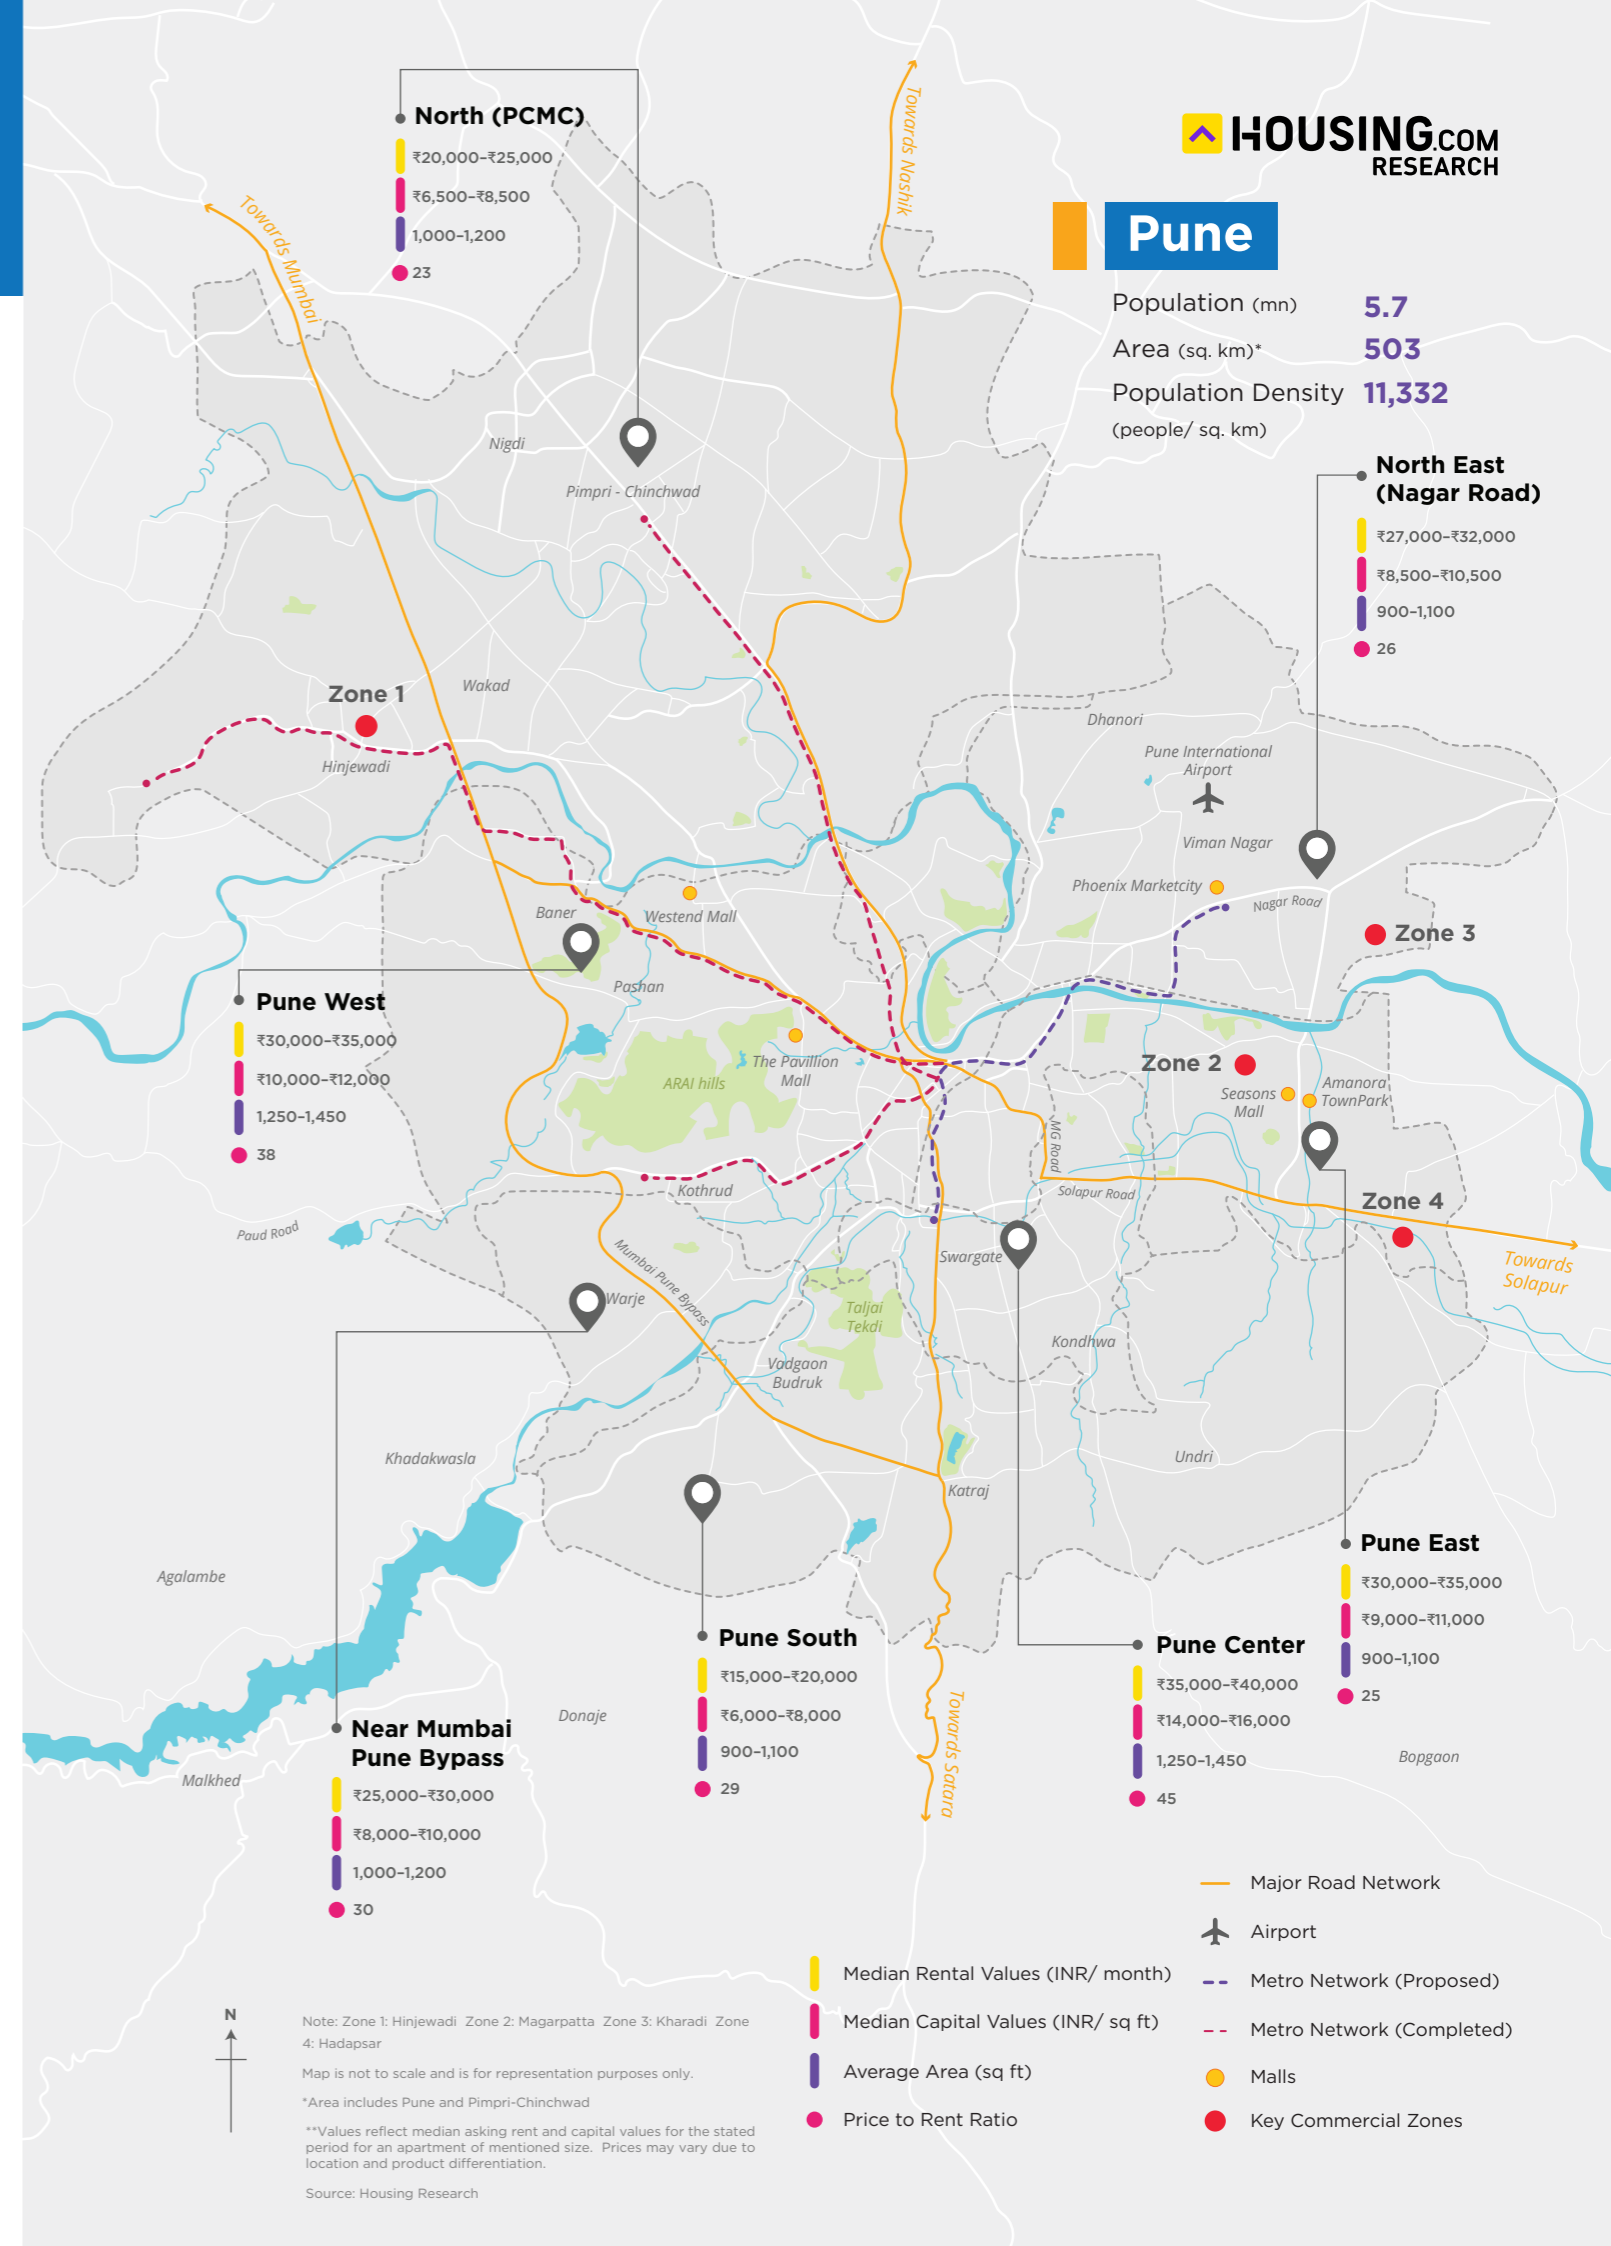 HOUSING.COM
RESEARCH
Pune
Population (mn) 5.7
Area (sq. km)* 503
Population Density 11,332
(people/ sq. km)
North (PCMC)
₹20,000–₹25,000
₹6,500–₹8,500
1,000–1,200
23
Towards Nashik
Towards Mumbai
Nigdi
Pimpri - Chinchwad
North East
(Nagar Road)
₹27,000–₹32,000
₹8,500–₹10,500
900–1,100
26
Zone 1
Wakad
Hinjewadi
Dhanori
Pune International
Airport
Viman Nagar
Phoenix Marketcity
Nagar Road
Zone 3
Baner
Westend Mall
Pashan
Pune West
₹30,000–₹35,000
₹10,000–₹12,000
1,250–1,450
38
The Pavillion
Mall
ARAI hills
Zone 2
Seasons
Mall
Amanora
TownPark
MG Road
Kothrud
Solapur Road
Zone 4
Paud Road
Swargate
Towards
Solapur
Mumbai Pune Bypass
Warje
Taljai
Tekdi
Kondhwa
Vadgaon
Budruk
Khadakwasla
Undri
Katraj
Agalambe
Pune East
₹30,000–₹35,000
₹9,000–₹11,000
900–1,100
25
Pune South
₹15,000–₹20,000
₹6,000–₹8,000
900–1,100
29
Pune Center
₹35,000–₹40,000
₹14,000–₹16,000
1,250–1,450
45
Towards Satara
Donaje
Bopgaon
Malkhed
Near Mumbai
Pune Bypass
₹25,000–₹30,000
₹8,000–₹10,000
1,000–1,200
30
Major Road Network
Airport
Metro Network (Proposed)
Metro Network (Completed)
Malls
Key Commercial Zones
Median Rental Values (INR/ month)
Median Capital Values (INR/ sq ft)
Average Area (sq ft)
Price to Rent Ratio
N
Note: Zone 1: Hinjewadi Zone 2: Magarpatta Zone 3: Kharadi Zone
4: Hadapsar
Map is not to scale and is for representation purposes only.
*Area includes Pune and Pimpri-Chinchwad
**Values reflect median asking rent and capital values for the stated
period for an apartment of mentioned size. Prices may vary due to
location and product differentiation.
Source: Housing Research